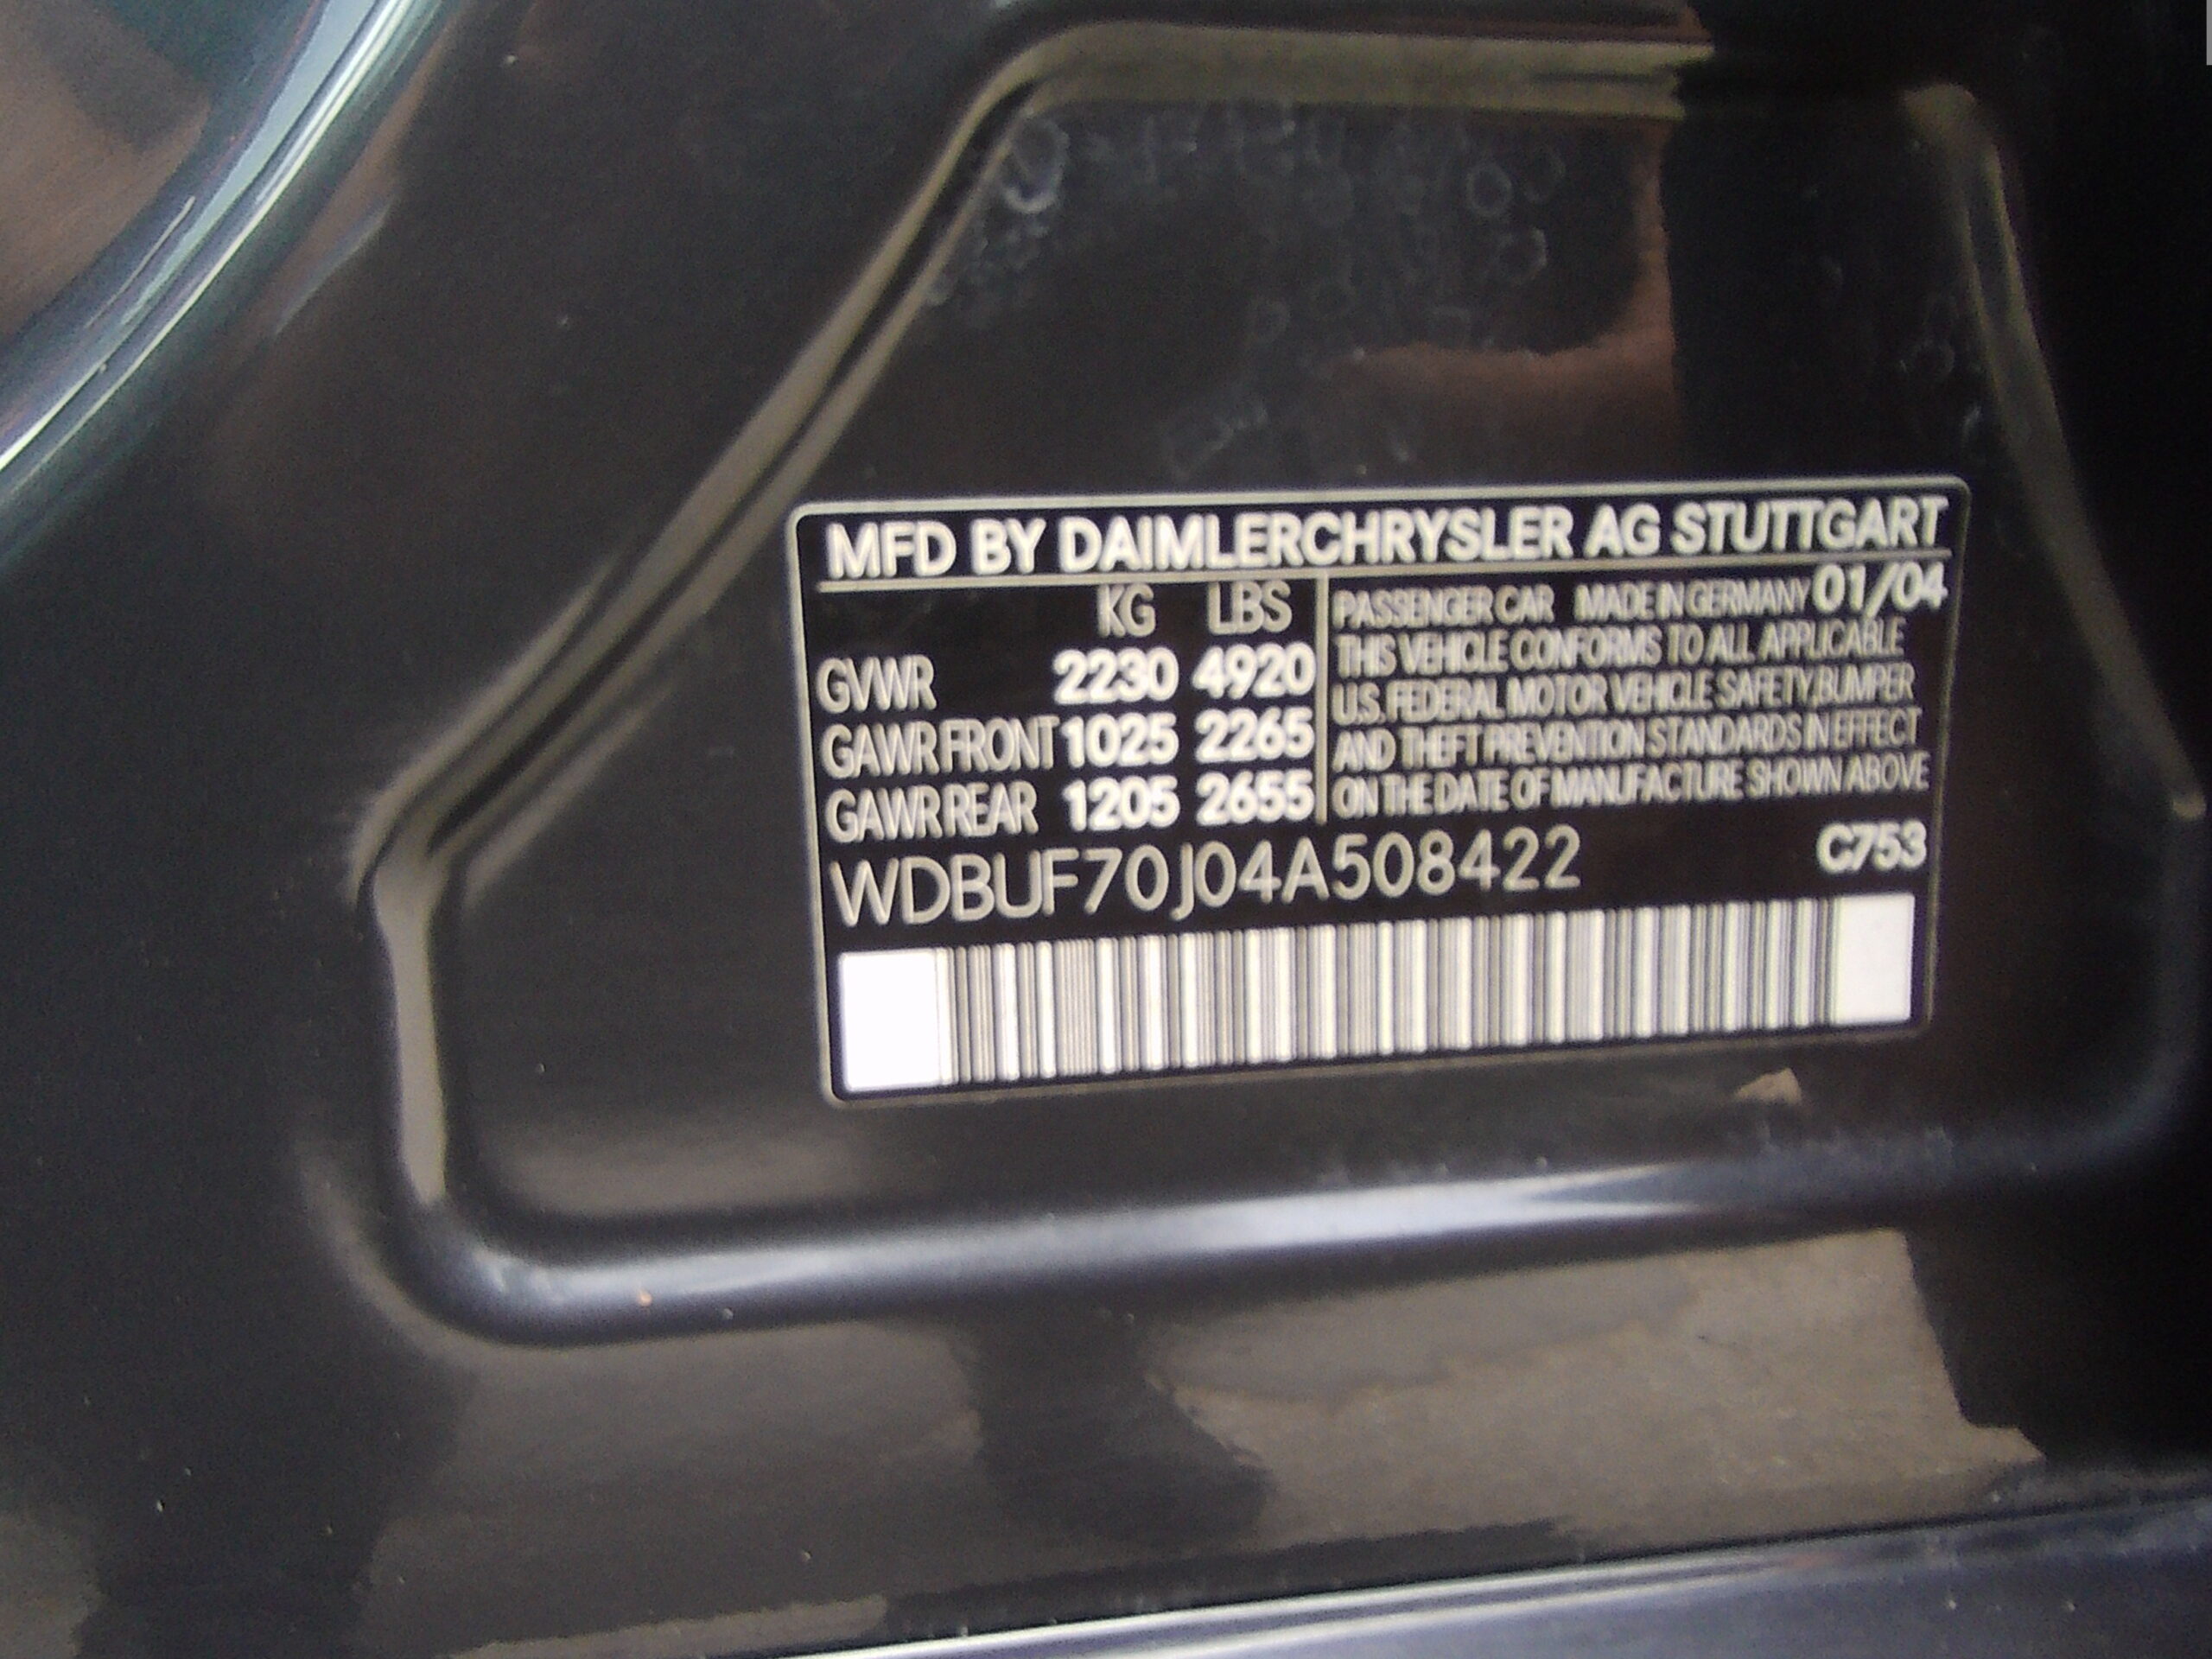 MFD BY DAIMLERCHRYSLER AG STUTTGART
KG LBS
GVWR 2230 4920
GAWR FRONT 1025 2265
GAWR REAR 1205 2655
PASSENGER CAR MADE IN GERMANY 01/04
THIS VEHICLE CONFORMS TO ALL APPLICABLE
U.S. FEDERAL MOTOR VEHICLE SAFETY, BUMPER
AND THEFT PREVENTION STANDARDS IN EFFECT
ON THE DATE OF MANUFACTURE SHOWN ABOVE
WDBUF70J04A508422 C753